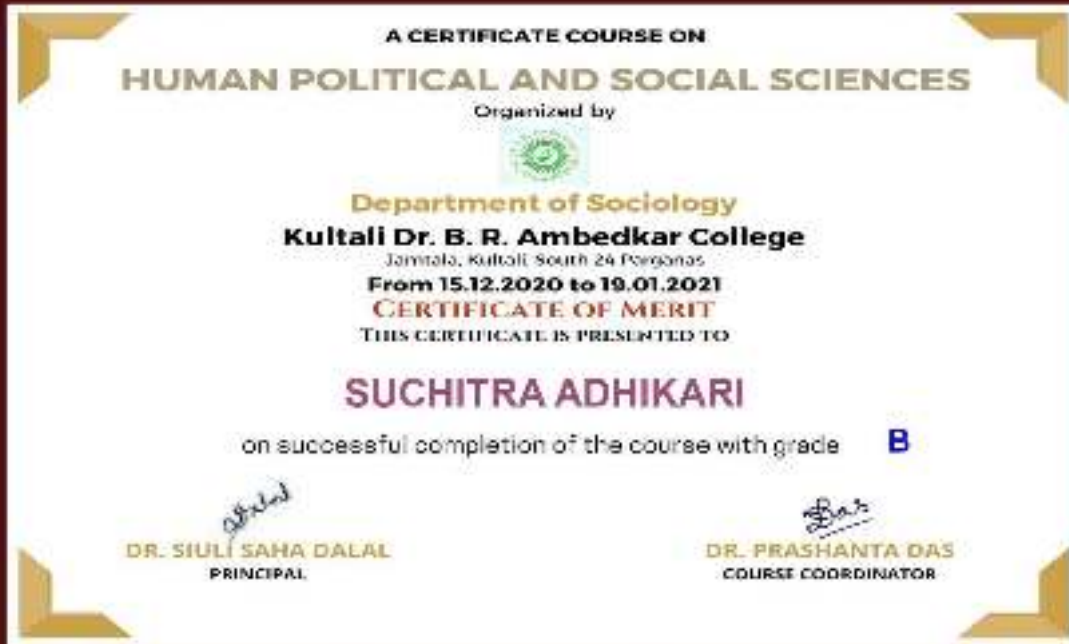 A CERTIFICATE COURSE ON
HUMAN POLITICAL AND SOCIAL SCIENCES
Organized by
Department of Sociology
Kultali Dr. B. R. Ambedkar College
Jamtala, Kultali, South 24 Parganas
From 15.12.2020 to 19.01.2021
CERTIFICATE OF MERIT
THIS CERTIFICATE IS PRESENTED TO
SUCHITRA ADHIKARI
on successful completion of the course with grade B
Das
DR. SIULI SAHA DALAL
DR. PRASHANTA DAS
PRINCIPAL
COURSE COORDINATOR